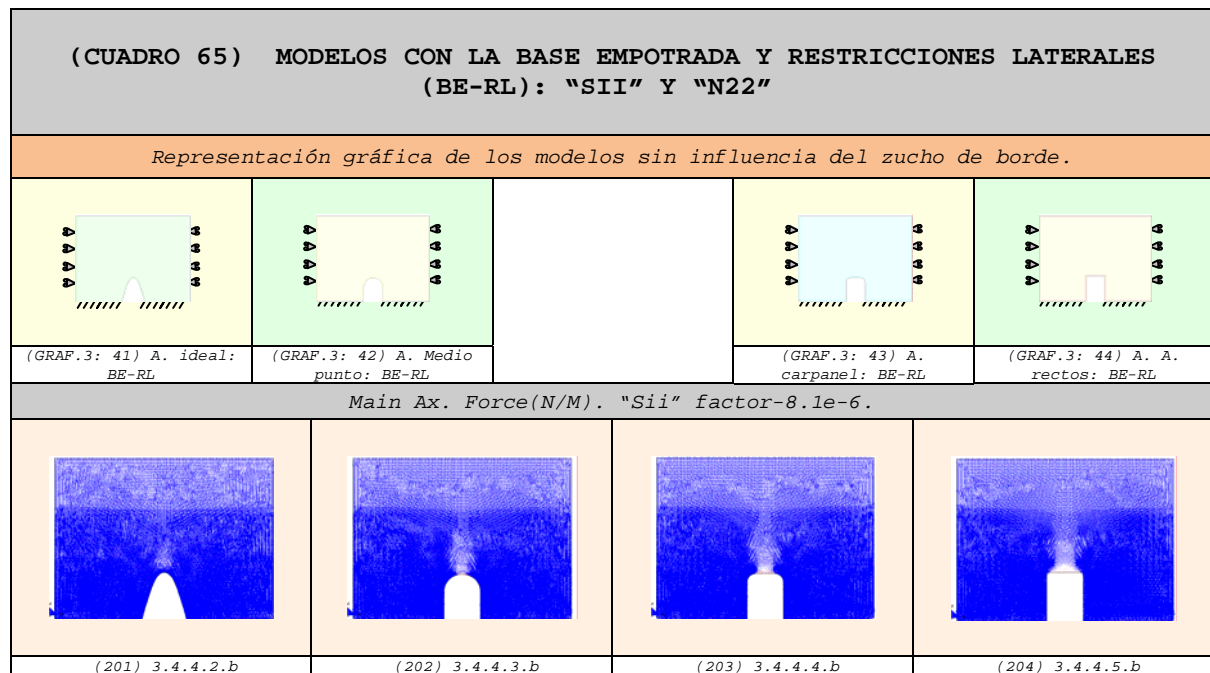 (CUADRO 65)  MODELOS CON LA BASE EMPOTRADA Y RESTRICCIONES LATERALES
(BE-RL): “SII” Y “N22”
Representación gráfica de los modelos sin influencia del zucho de borde.
(GRAF.3: 41) A. ideal:
BE-RL
(GRAF.3: 42) A. Medio
punto: BE-RL
(GRAF.3: 43) A.
carpanel: BE-RL
(GRAF.3: 44) A. A.
rectos: BE-RL
Main Ax. Force(N/M). “Sii” factor-8.1e-6.
(201) 3.4.4.2.b
(202) 3.4.4.3.b
(203) 3.4.4.4.b
(204) 3.4.4.5.b